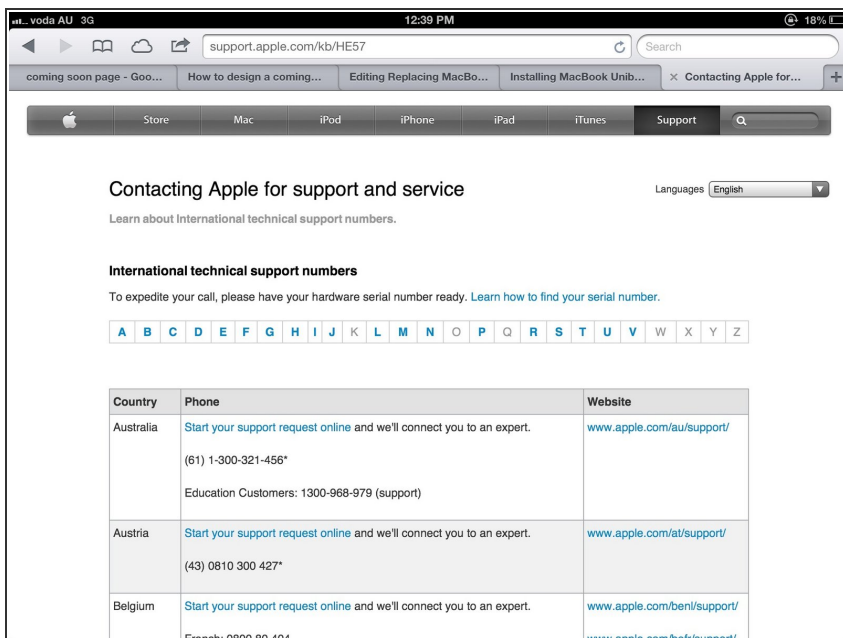 voda AU 3G 12:39 PM 18%
support.apple.com/kb/HE57 Search
coming soon page - Goo... How to design a coming... Editing Replacing MacBo... Installing MacBook Unib... × Contacting Apple for... +
Store Mac iPod iPhone iPad iTunes Support
Contacting Apple for support and service
Languages English
Learn about International technical support numbers.
International technical support numbers
To expedite your call, please have your hardware serial number ready. Learn how to find your serial number.
A B C D E F G H I J K L M N O P Q R S T U V W X Y Z
Country Phone Website
Australia Start your support request online and we'll connect you to an expert. www.apple.com/au/support/
(61) 1-300-321-456*
Education Customers: 1300-968-979 (support)
Austria Start your support request online and we'll connect you to an expert. www.apple.com/at/support/
(43) 0810 300 427*
Belgium Start your support request online and we'll connect you to an expert. www.apple.com/benl/support/